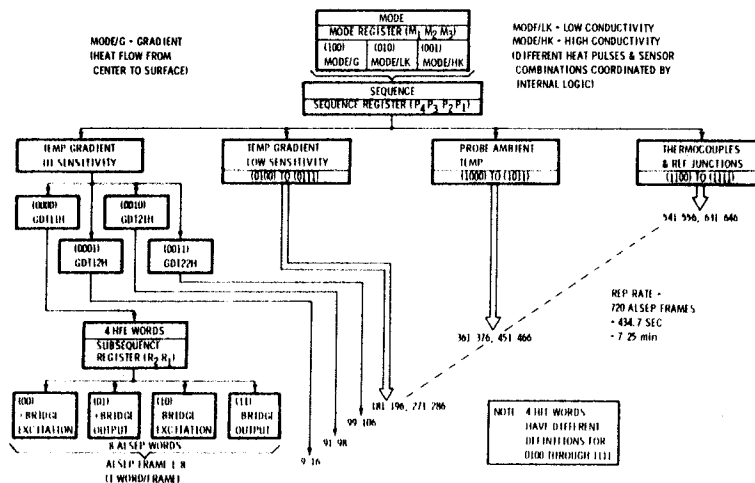 MODE
MODE REGISTER (M1 M2 M3)
(100) (010) (001)
MODE/G MODE/LK MODE/HK
MODE/G - GRADIENT
(HEAT FLOW FROM
CENTER TO SURFACE)
MODE/LK - LOW CONDUCTIVITY
MODE/HK - HIGH CONDUCTIVITY
(DIFFERENT HEAT PULSES & SENSOR
COMBINATIONS COORDINATED BY
INTERNAL LOGIC)
SEQUENCE
SEQUENCE REGISTER (P4 P3 P2 P1)
TEMP GRADIENT
HI SENSITIVITY
TEMP GRADIENT
LOW SENSITIVITY
(0100) TO (0111)
PROBE AMBIENT
TEMP
(1000) TO (1011)
THERMOCOUPLES
& REF JUNCTIONS
(1100) TO (1111)
(0000)
GDT11H
(0010)
GDT21H
(0001)
GDT12H
(0011)
GDT22H
541 556, 631 646
REP RATE -
720 ALSEP FRAMES
- 434.7 SEC
- 7 25 min
361 376, 451 466
4 HFE WORDS
SUBSEQUENCE
REGISTER (R2 R1)
(00)
+BRIDGE
EXCITATION
(01)
+BRIDGE
OUTPUT
(10)
BRIDGE
EXCITATION
(11)
BRIDGE
OUTPUT
8 ALSEP WORDS
ALSEP FRAME 1 8
(1 WORD/FRAME)
9 16
91 98
99 106
181 196, 271 286
NOTE 4 HFE WORDS
HAVE DIFFERENT
DEFINITIONS FOR
0100 THROUGH 1111